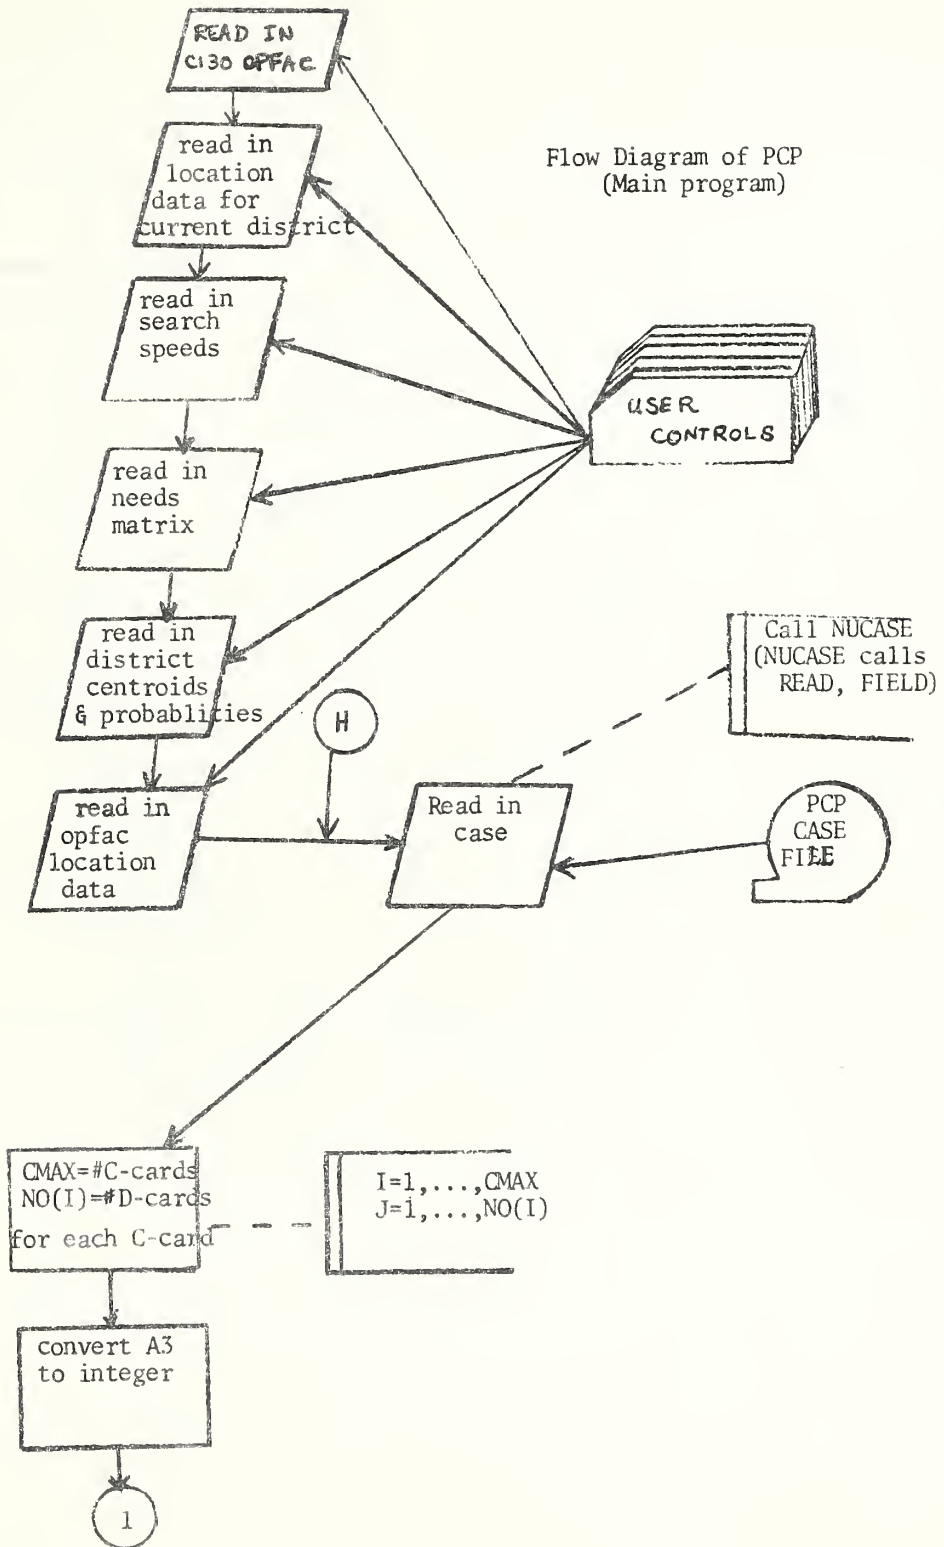 READ IN
C130 OPFAC
read in
location
data for
current district
Flow Diagram of PCP
(Main program)
read in
search
speeds
USER
CONTROLS
read in
needs
matrix
read in
district
centroids
& probablities
Call NUCASE
(NUCASE calls
READ, FIELD)
H
read in
opfac
location
data
Read in
case
PCP
CASE
FILE
CMAX=#C-cards
NO(I)=#D-cards
for each C-card
I=1,...,CMAX
J=1,...,NO(I)
convert A3
to integer
1